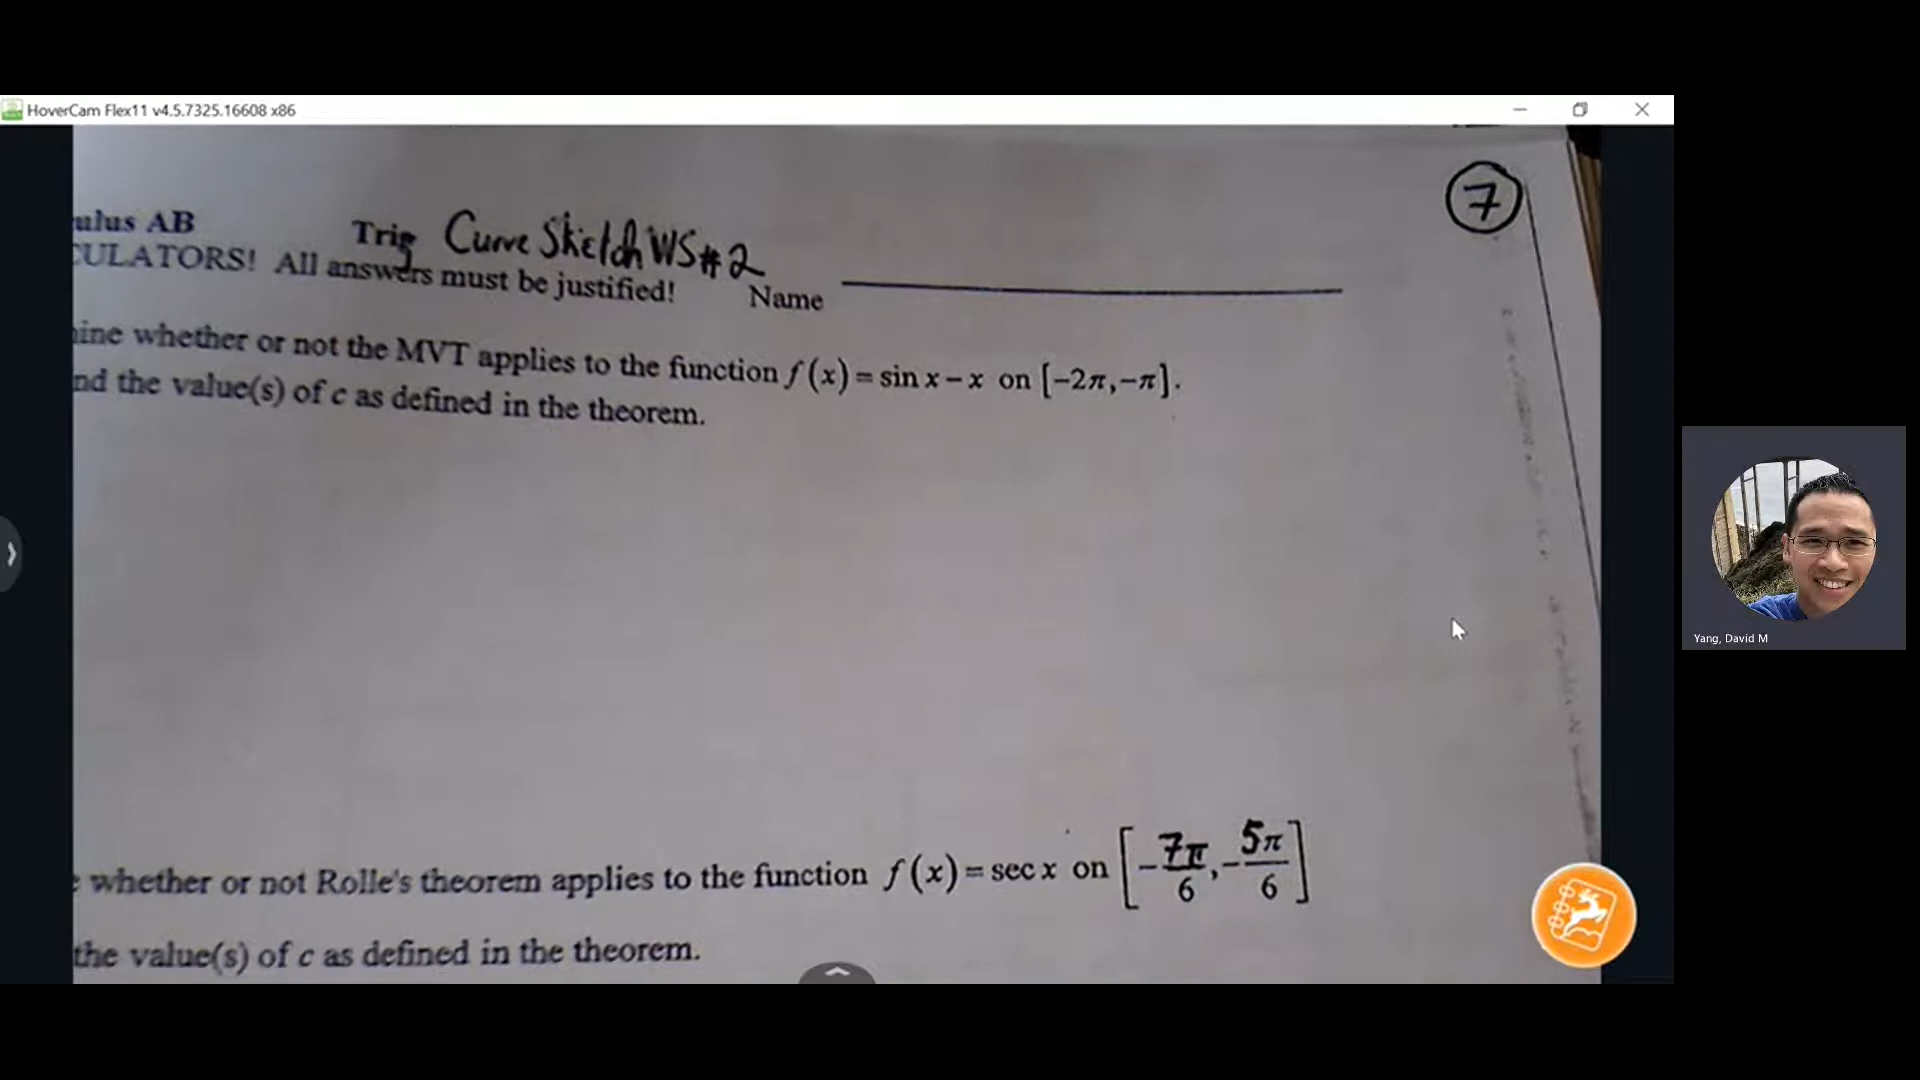 HoverCam Flex11 v4.5.7325.16608 x86
7
ulus AB Trig Curve Sketch WS#2
CULATORS! All answers must be justified! Name
ine whether or not the MVT applies to the function f(x) = sin x − x on [−2π, −π].
nd the value(s) of c as defined in the theorem.
e whether or not Rolle's theorem applies to the function f(x) = sec x on [−7π/6, −5π/6]
the value(s) of c as defined in the theorem.
Yang, David M